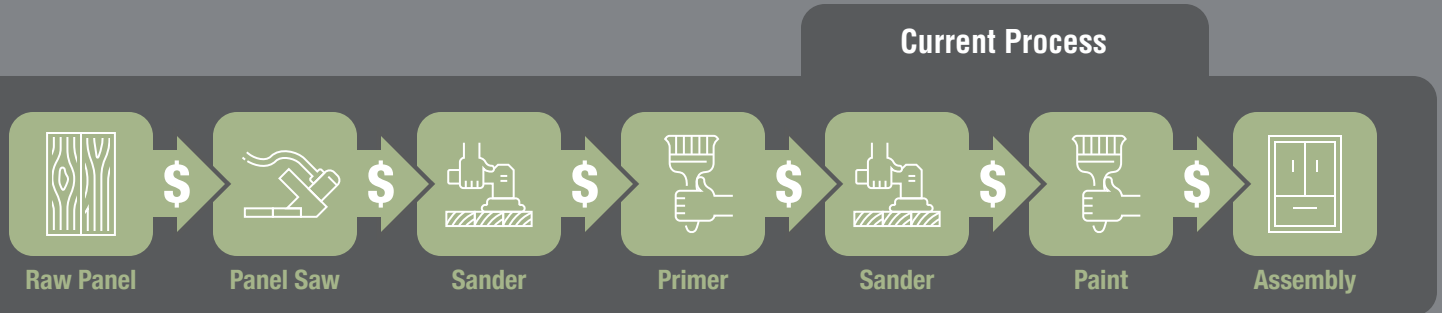 Current Process
$ $ $ $ $ $
Raw Panel Panel Saw Sander Primer Sander Paint Assembly